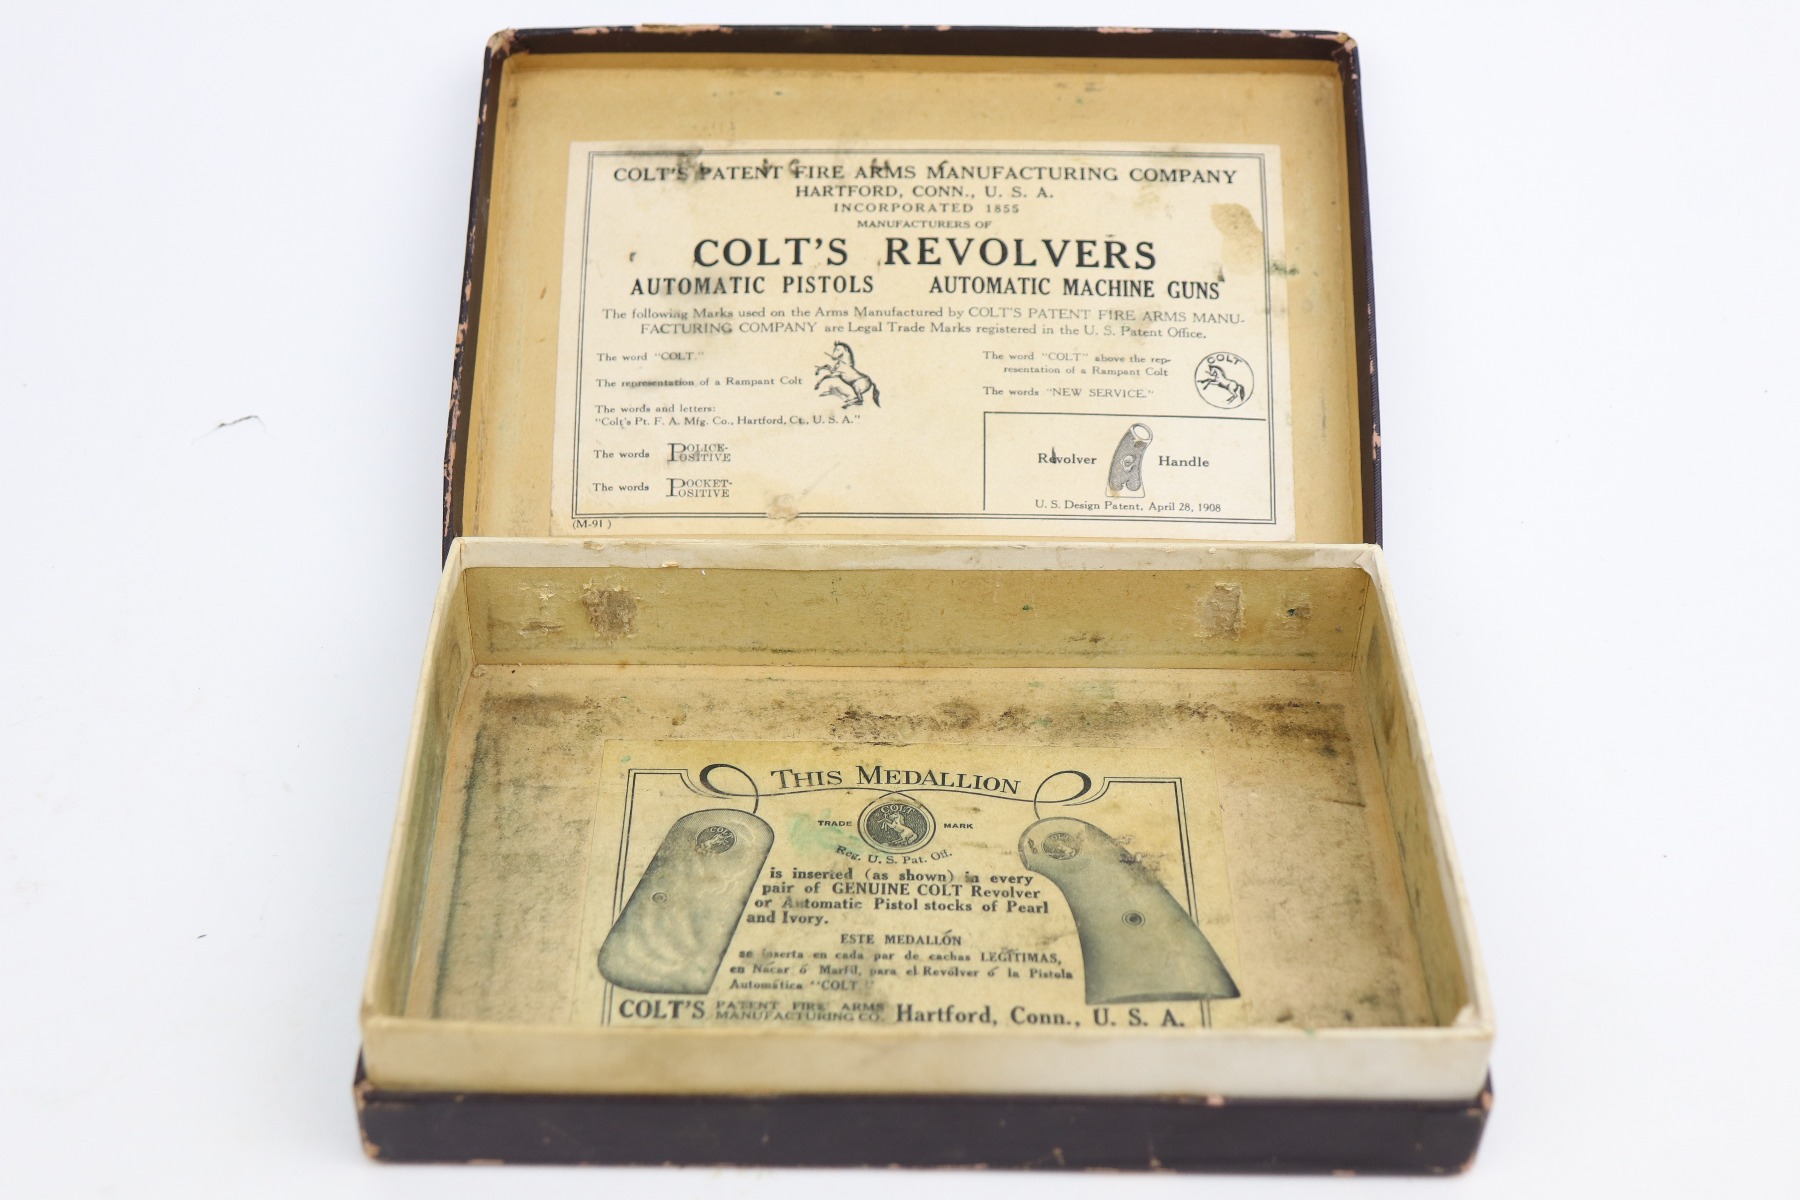 COLT'S PATENT FIRE ARMS MANUFACTURING COMPANY
HARTFORD, CONN., U. S. A.
INCORPORATED 1855
MANUFACTURERS OF
COLT'S REVOLVERS
AUTOMATIC PISTOLS AUTOMATIC MACHINE GUNS
The following Marks used on the Arms Manufactured by COLT'S PATENT FIRE ARMS MANU-
FACTURING COMPANY are Legal Trade Marks registered in the U. S. Patent Office.
The word "COLT."
The representation of a Rampant Colt
The words and letters:
"Colt's Pt. F. A. Mfg. Co., Hartford, Ct., U. S. A."
The words POLICE-POSITIVE
The words POCKET-POSITIVE
The word "COLT" above the rep-
resentation of a Rampant Colt
COLT
The words "NEW SERVICE."
Revolver Handle
U. S. Design Patent, April 28, 1908
(M-91)
THIS MEDALLION
COLT
TRADE MARK
Reg. U. S. Pat. Off.
COLT
COLT
is inserted (as shown) in every
pair of GENUINE COLT Revolver
or Automatic Pistol stocks of Pearl
and Ivory.
ESTE MEDALLÓN
se inserta en cada par de cachas LEGÍTIMAS,
en Nácar ó Marfil, para el Revólver ó la Pistola
Automática "COLT."
COLT'S PATENT FIRE ARMS MANUFACTURING CO. Hartford, Conn., U. S. A.